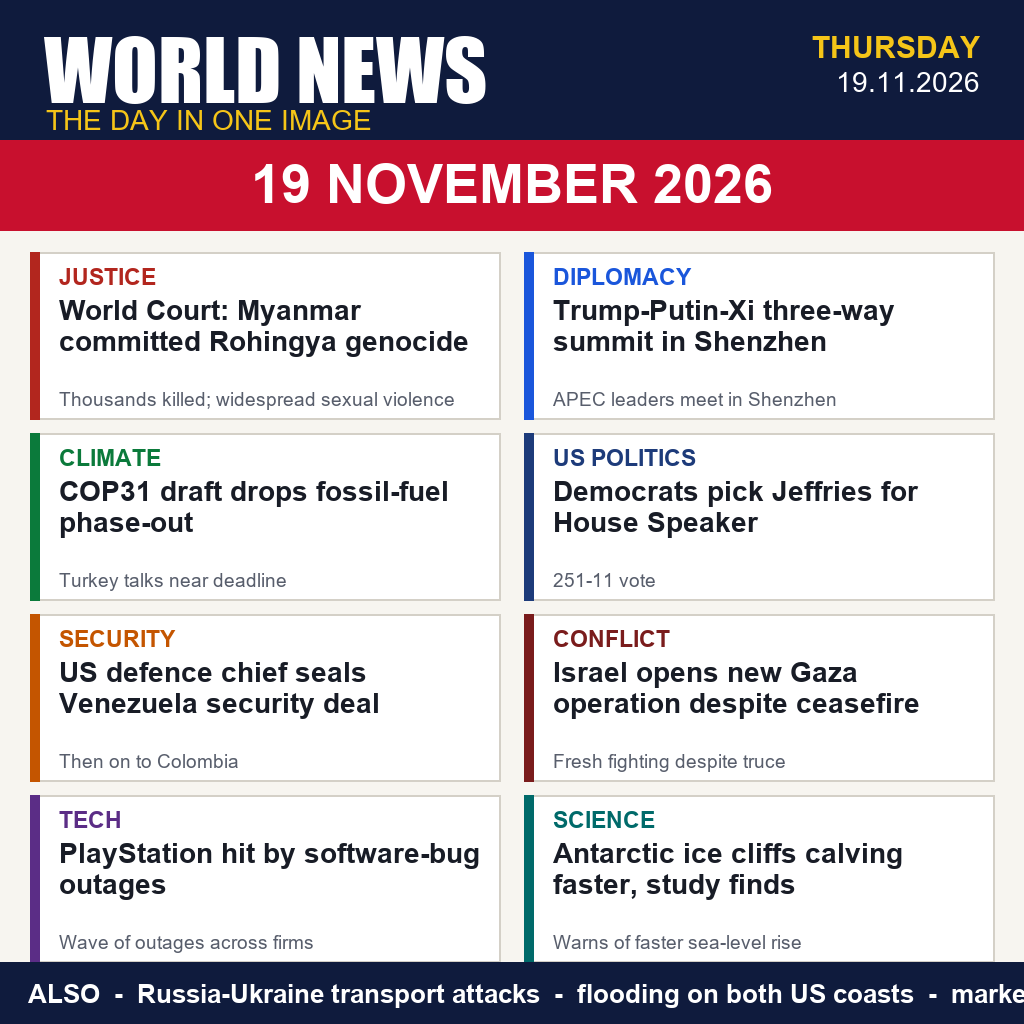 WORLD NEWS
THE DAY IN ONE IMAGE
THURSDAY
19.11.2026
19 NOVEMBER 2026
JUSTICE
World Court: Myanmar
committed Rohingya genocide
Thousands killed; widespread sexual violence
DIPLOMACY
Trump-Putin-Xi three-way
summit in Shenzhen
APEC leaders meet in Shenzhen
CLIMATE
COP31 draft drops fossil-fuel
phase-out
Turkey talks near deadline
US POLITICS
Democrats pick Jeffries for
House Speaker
251-11 vote
SECURITY
US defence chief seals
Venezuela security deal
Then on to Colombia
CONFLICT
Israel opens new Gaza
operation despite ceasefire
Fresh fighting despite truce
TECH
PlayStation hit by software-bug
outages
Wave of outages across firms
SCIENCE
Antarctic ice cliffs calving
faster, study finds
Warns of faster sea-level rise
ALSO - Russia-Ukraine transport attacks - flooding on both US coasts -